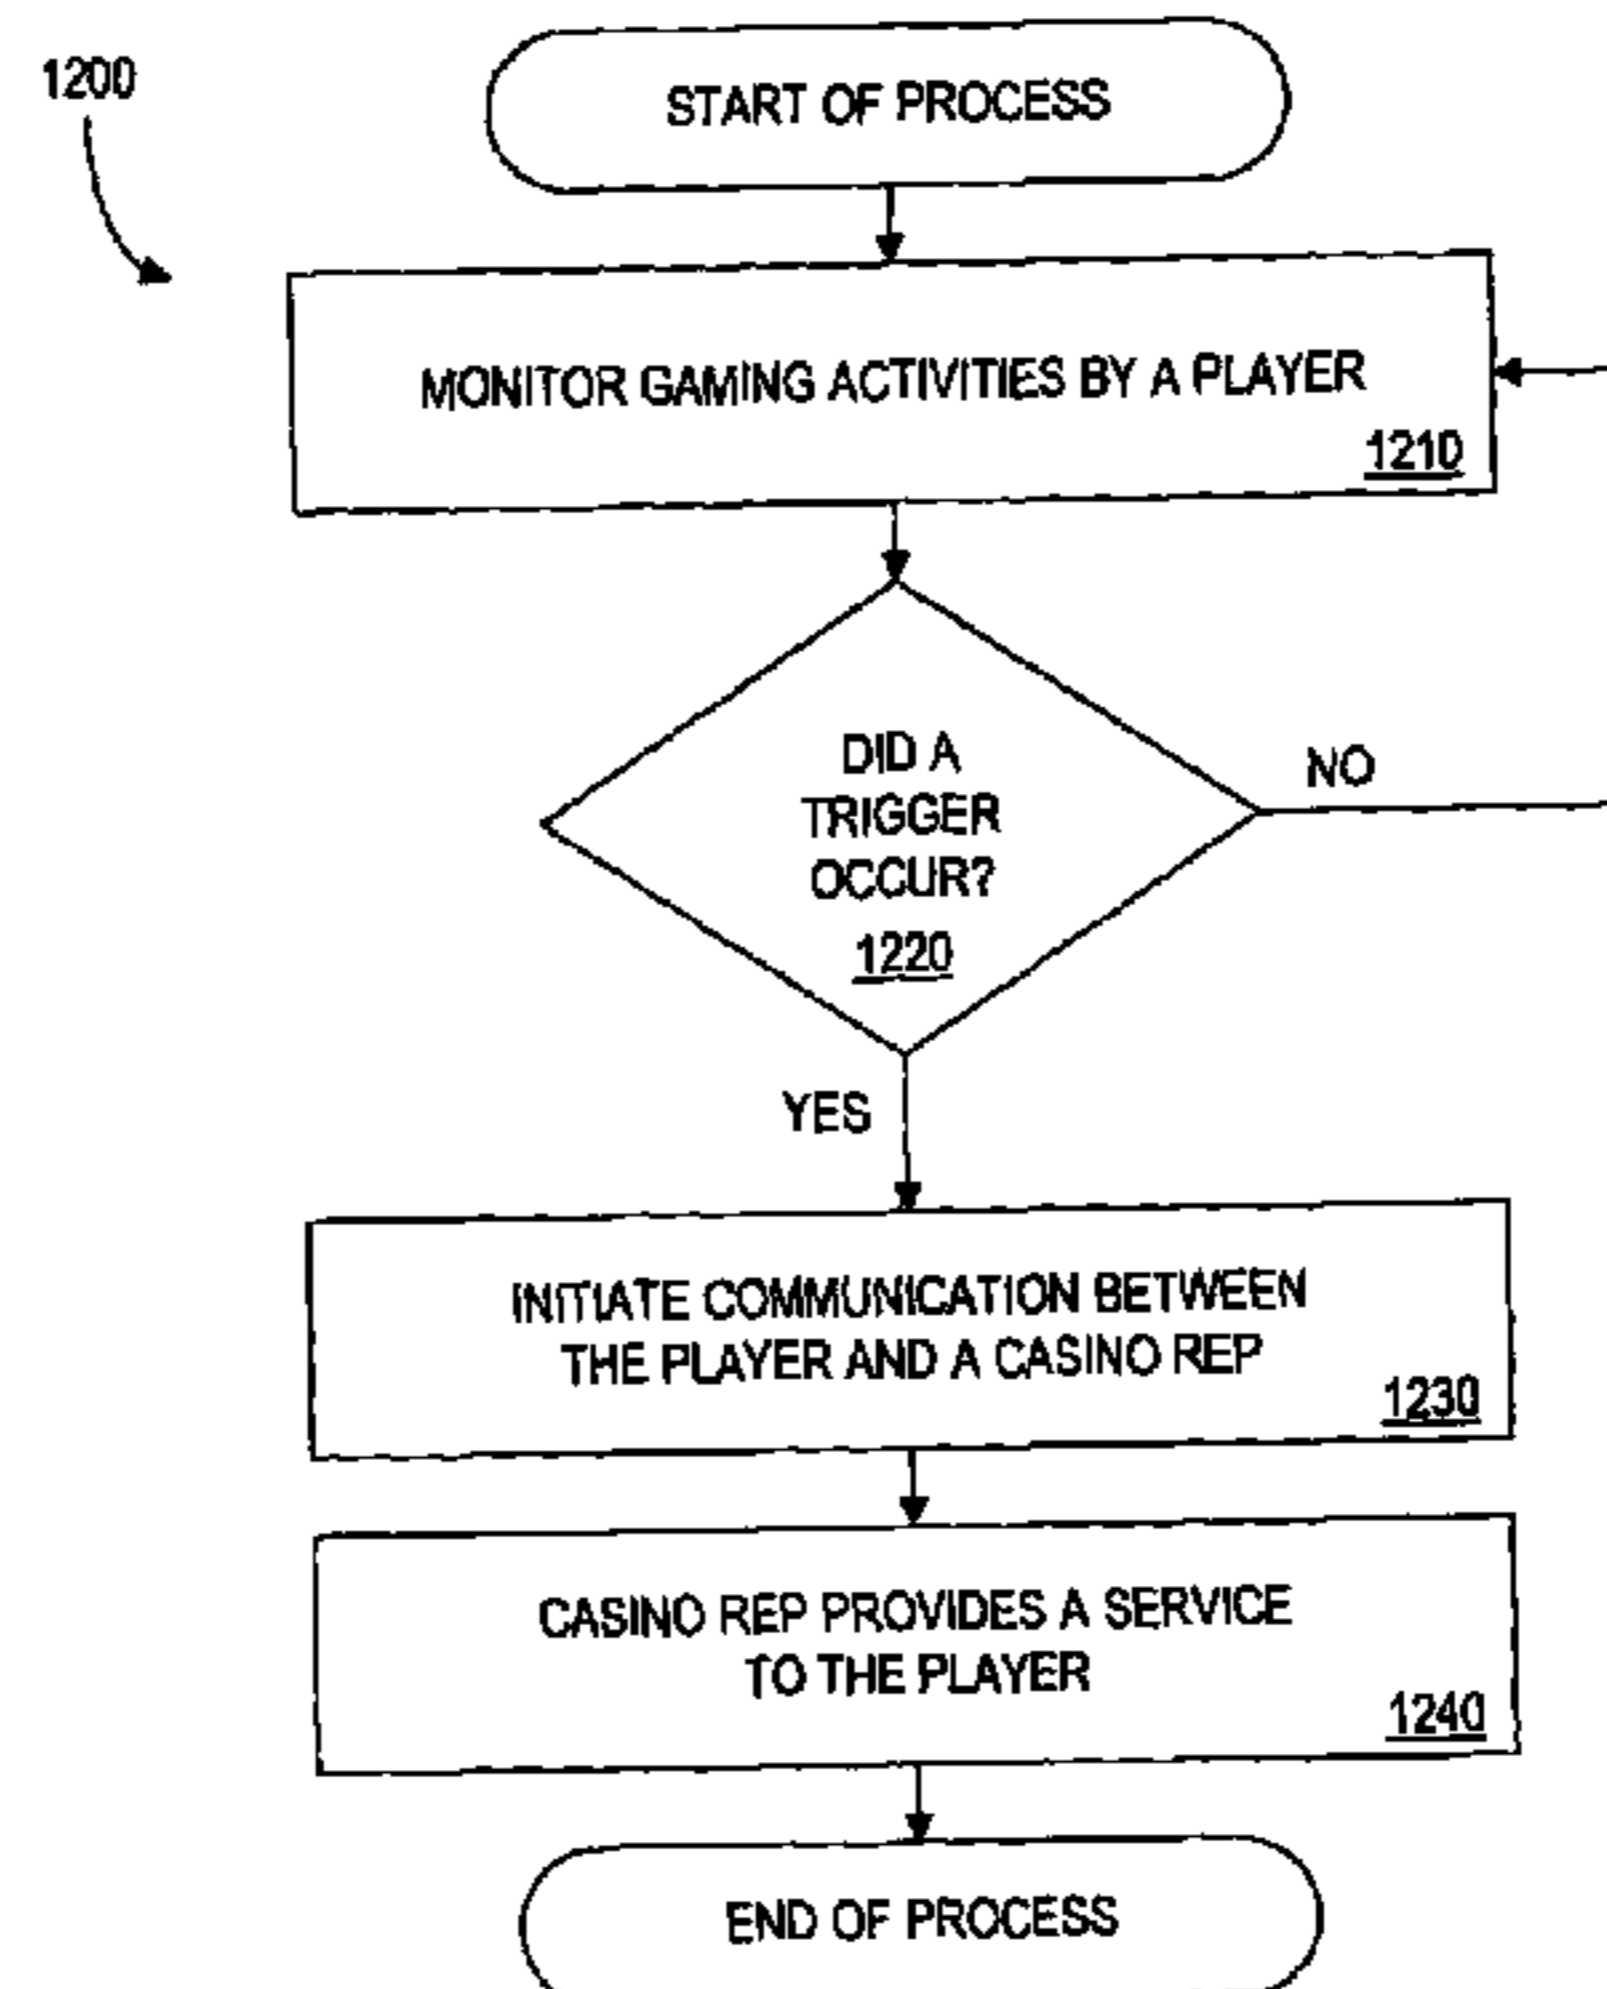 1200
START OF PROCESS
MONITOR GAMING ACTIVITIES BY A PLAYER
1210
DID A
TRIGGER
OCCUR?
1220
NO
YES
INITIATE COMMUNICATION BETWEEN
THE PLAYER AND A CASINO REP
1230
CASINO REP PROVIDES A SERVICE
TO THE PLAYER
1240
END OF PROCESS